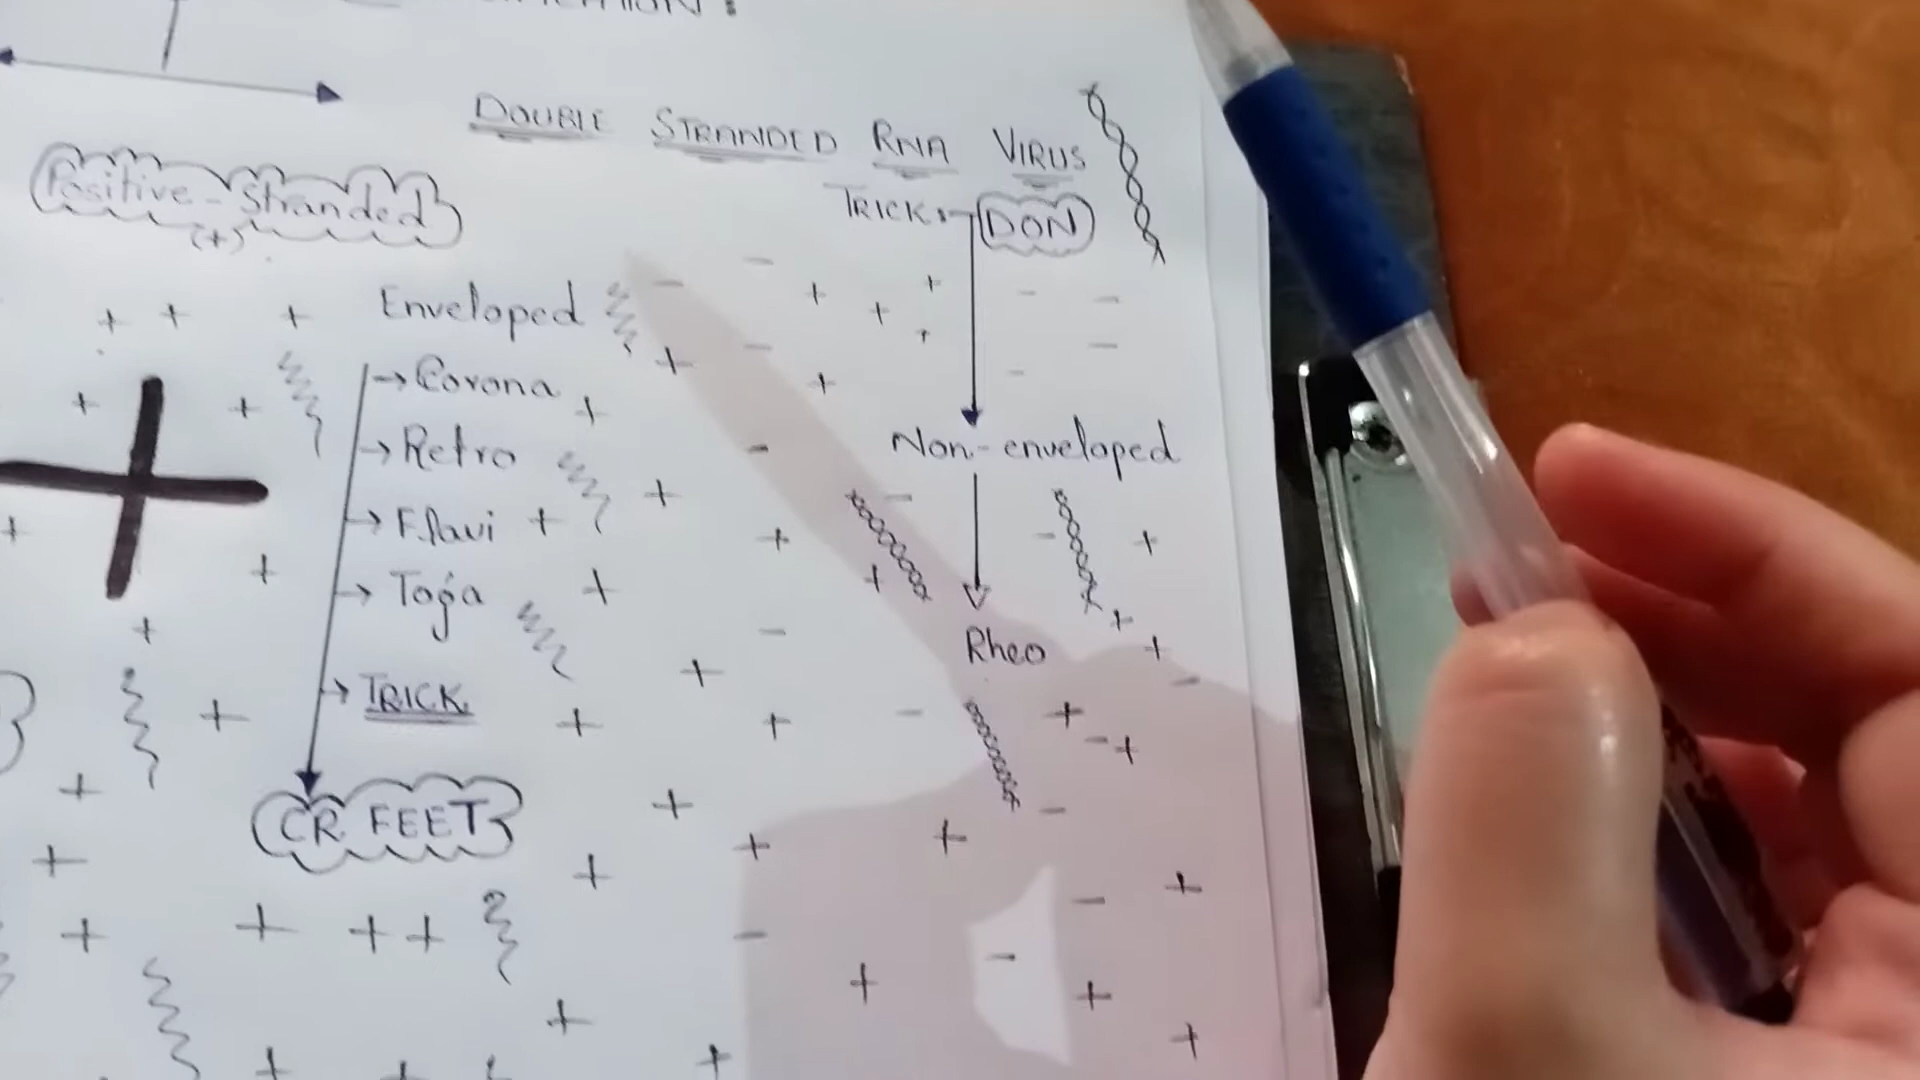 DOUBLE STRANDED RNA VIRUS
TRICK:- DON
Non-enveloped
Rheo
Positive-Stranded
(+)
Enveloped
→ Corona
→ Retro
→ Flavi
→ Toga
→ TRICK
CR FEET